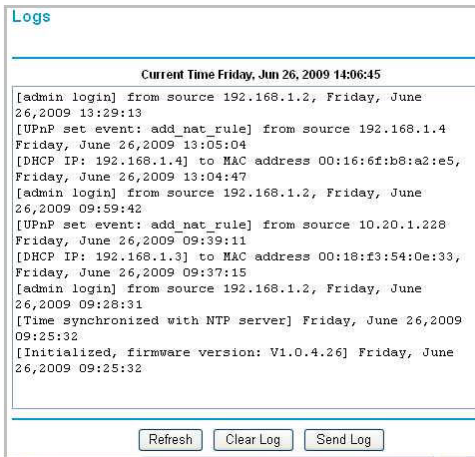 Logs
Current Time Friday, Jun 26, 2009 14:06:45
[admin login] from source 192.168.1.2, Friday, June
26,2009 13:29:13
[UPnP set event: add_nat_rule] from source 192.168.1.4
Friday, June 26,2009 13:05:04
[DHCP IP: 192.168.1.4] to MAC address 00:16:6f:b8:a2:e5,
Friday, June 26,2009 13:04:47
[admin login] from source 192.168.1.2, Friday, June
26,2009 09:59:42
[UPnP set event: add_nat_rule] from source 10.20.1.228
Friday, June 26,2009 09:39:11
[DHCP IP: 192.168.1.3] to MAC address 00:18:f3:54:0e:33,
Friday, June 26,2009 09:37:15
[admin login] from source 192.168.1.2, Friday, June
26,2009 09:28:31
[Time synchronized with NTP server] Friday, June 26,2009
09:25:32
[Initialized, firmware version: V1.0.4.26] Friday, June
26,2009 09:25:32
Refresh Clear Log Send Log